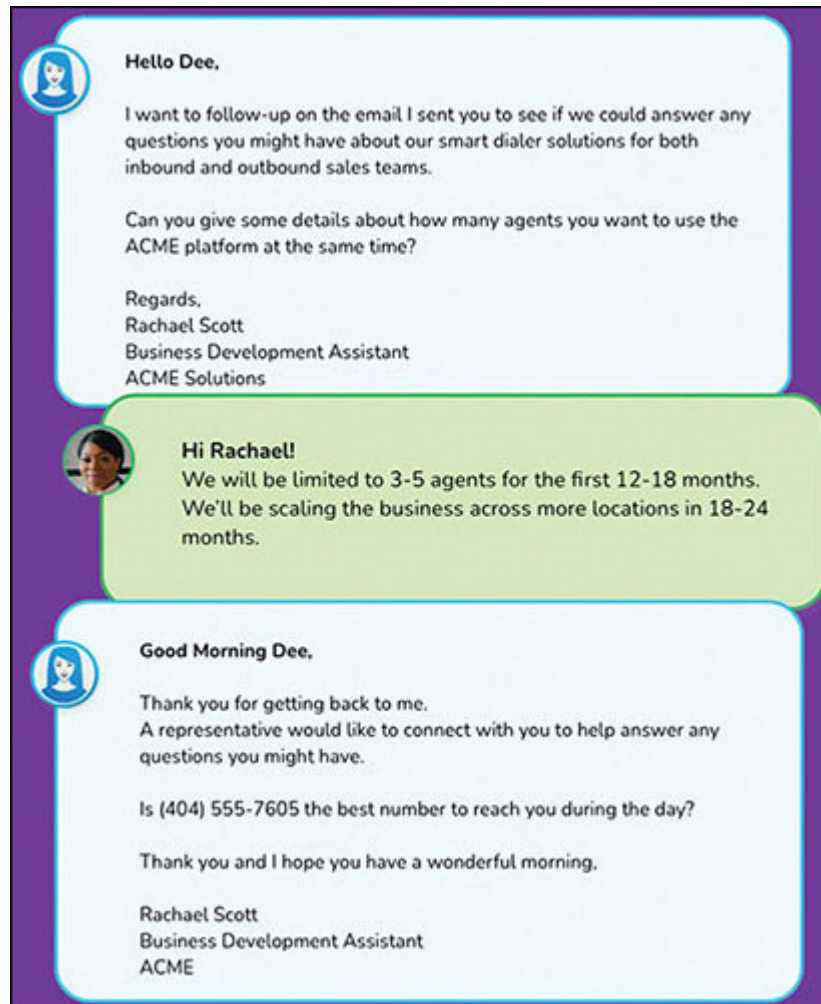 Hello Dee,
I want to follow-up on the email I sent you to see if we could answer any
questions you might have about our smart dialer solutions for both
inbound and outbound sales teams.
Can you give some details about how many agents you want to use the
ACME platform at the same time?
Regards,
Rachael Scott
Business Development Assistant
ACME Solutions
Hi Rachael!
We will be limited to 3-5 agents for the first 12-18 months.
We'll be scaling the business across more locations in 18-24
months.
Good Morning Dee,
Thank you for getting back to me.
A representative would like to connect with you to help answer any
questions you might have.
Is (404) 555-7605 the best number to reach you during the day?
Thank you and I hope you have a wonderful morning,
Rachael Scott
Business Development Assistant
ACME